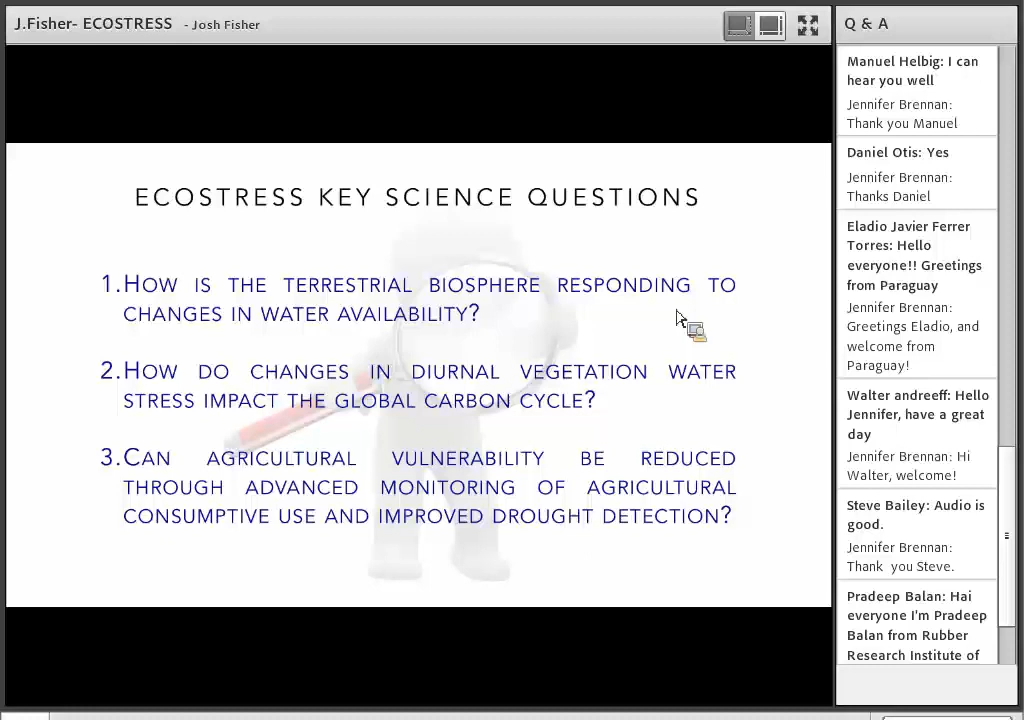 J.Fisher- ECOSTRESS - Josh Fisher
ECOSTRESS KEY SCIENCE QUESTIONS
1. HOW IS THE TERRESTRIAL BIOSPHERE RESPONDING TO
CHANGES IN WATER AVAILABILITY?
2. HOW DO CHANGES IN DIURNAL VEGETATION WATER
STRESS IMPACT THE GLOBAL CARBON CYCLE?
3. CAN AGRICULTURAL VULNERABILITY BE REDUCED
THROUGH ADVANCED MONITORING OF AGRICULTURAL
CONSUMPTIVE USE AND IMPROVED DROUGHT DETECTION?
Q & A
Manuel Helbig: I can
hear you well
Jennifer Brennan:
Thank you Manuel
Daniel Otis: Yes
Jennifer Brennan:
Thanks Daniel
Eladio Javier Ferrer
Torres: Hello
everyone!! Greetings
from Paraguay
Jennifer Brennan:
Greetings Eladio, and
welcome from
Paraguay!
Walter andreeff: Hello
Jennifer, have a great
day
Jennifer Brennan: Hi
Walter, welcome!
Steve Bailey: Audio is
good.
Jennifer Brennan:
Thank  you Steve.
Pradeep Balan: Hai
everyone I'm Pradeep
Balan from Rubber
Research Institute of